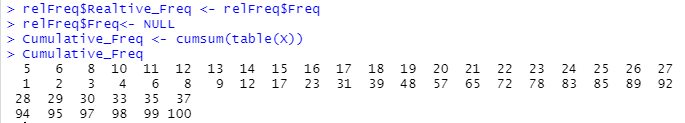 > relFreq$Realtive_Freq <- relFreq$Freq
> relFreq$Freq<- NULL
> Cumulative_Freq <- cumsum(table(X))
> Cumulative_Freq
5 6 8 10 11 12 13 14 15 16 17 18 19 20 21 22 23 24 25 26 27
1 2 3 4 6 8 9 12 17 23 31 39 48 57 65 72 78 83 85 89 92
28 29 30 33 35 37
94 95 97 98 99 100